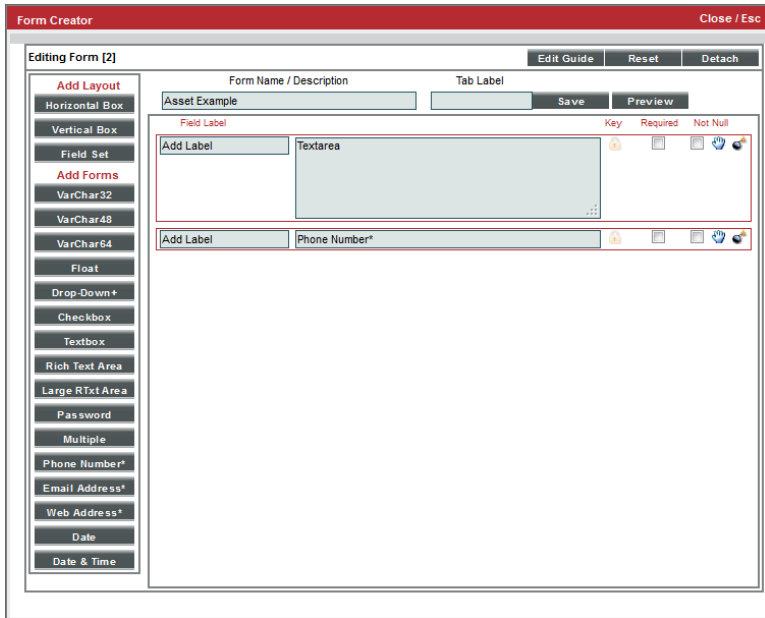 Form Creator Close / Esc
Editing Form [2] Edit Guide Reset Detach
Add Layout
Horizontal Box
Vertical Box
Field Set
Add Forms
VarChar32
VarChar48
VarChar64
Float
Drop-Down+
Checkbox
Textbox
Rich Text Area
Large RTxt Area
Password
Multiple
Phone Number*
Email Address*
Web Address*
Date
Date & Time
Form Name / Description Tab Label
Asset Example Save Preview
Field Label Key Required Not Null
Add Label Textarea
Add Label Phone Number*